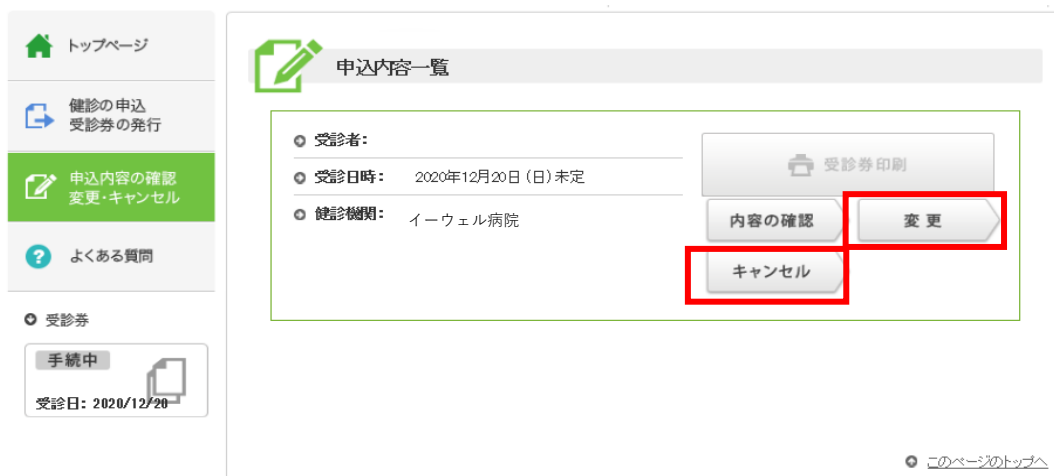 トップページ
健診の申込
受診券の発行
申込内容の確認
変更・キャンセル
よくある質問
受診券
手続中
受診日: 2020/12/20
申込内容一覧
受診者:
受診日時: 2020年12月20日(日)未定
健診機関: イーウェル病院
受診券印刷
内容の確認
変更
キャンセル
このページのトップへ